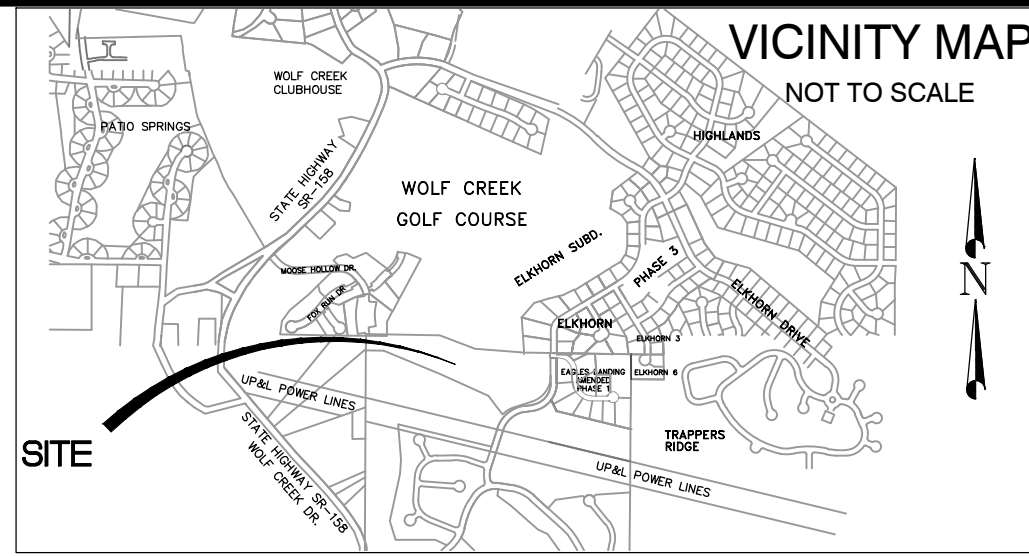 VICINITY MAP
NOT TO SCALE
WOLF CREEK
CLUBHOUSE
PATIO SPRINGS
HIGHLANDS
STATE HIGHWAY
SR-158
WOLF CREEK
GOLF COURSE
ELKHORN SUBD.
PHASE 3
MOOSE HOLLOW DR.
FOX RUN DR
ELKHORN DRIVE
N
ELKHORN
ELKHORN 3
EAGLES LANDING
AMENDED
PHASE 1
ELKHORN 6
UP&L POWER LINES
SITE
STATE HIGHWAY SR-158
WOLF CREEK DR.
TRAPPERS
RIDGE
UP&L POWER LINES